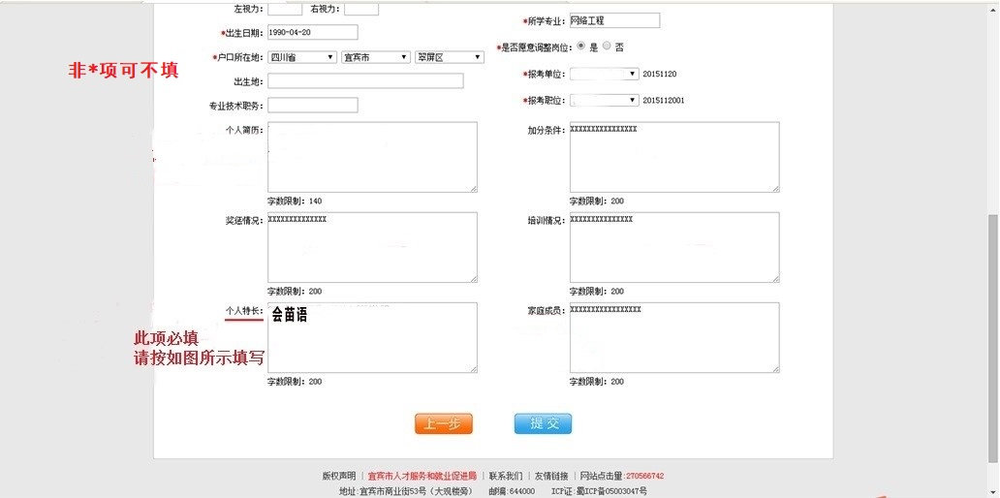 左视力: 右视力:
*所学专业: 网络工程
*出生日期: 1990-04-20
*是否愿意调整岗位: 是 否
*户口所在地: 四川省 宜宾市 翠屏区
非*项可不填
*报考单位: 20151120
出生地:
*报考职位: 2015112001
专业技术职务:
个人简历:
加分条件: XXXXXXXXXXXXXXXX
字数限制: 140
字数限制: 200
奖惩情况: XXXXXXXXXXXXXX
培训情况: XXXXXXXXXXXXXXX
字数限制: 200
字数限制: 200
个人特长: 会苗语
家庭成员: XXXXXXXXXXXXXXXXX
此项必填
请按如图所示填写
字数限制: 200
字数限制: 200
上一步 提 交
版权声明 | 宜宾市人才服务和就业促进局 | 联系我们 | 友情链接 | 网站点击量:270566742
地址:宜宾市商业街53号（大观楼旁） 邮编:644000 ICP证:蜀ICP备05003047号